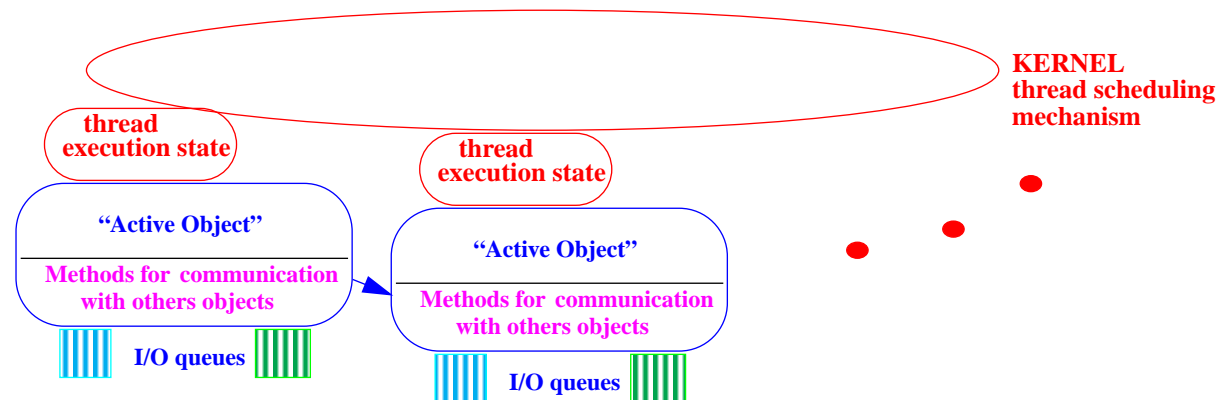 KERNEL
thread scheduling
mechanism
thread
execution state
“Active Object”
Methods for communication
with others objects
I/O queues
thread
execution state
“Active Object”
Methods for communication
with others objects
I/O queues